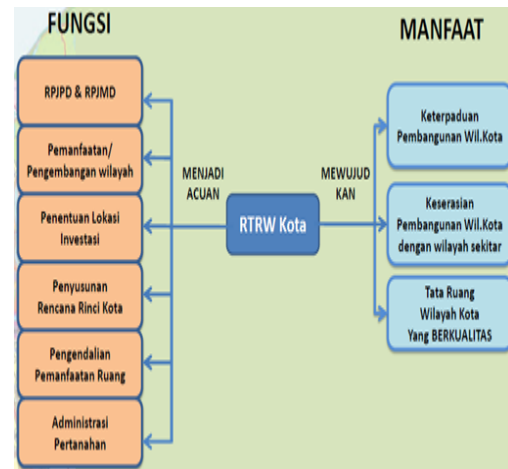 FUNGSI
RPJPD & RPJMD
Pemanfaatan/
Pengembangan wilayah
Penentuan Lokasi
Investasi
Penyusunan
Rencana Rinci Kota
Pengendalian
Pemanfaatan Ruang
Administrasi
Pertanahan
MENJADI
ACUAN
RTRW Kota
MEWUJUD
KAN
MANFAAT
Keterpaduan
Pembangunan Wil.Kota
Keserasian
Pembangunan Wil.Kota
dengan wilayah sekitar
Tata Ruang
Wilayah Kota
Yang BERKUALITAS